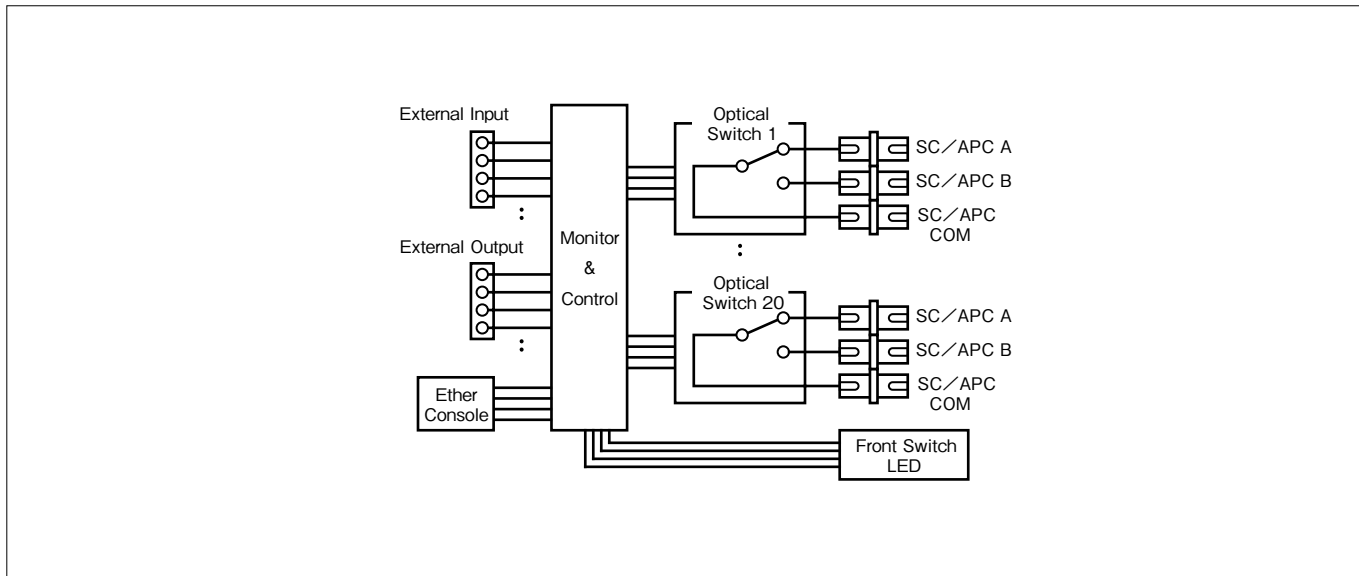 External Input
:
External Output
:
Ether
Console
Monitor
&
Control
Optical
Switch 1
SC／APC A
SC／APC B
SC／APC
COM
:
Optical
Switch 20
SC／APC A
SC／APC B
SC／APC
COM
Front Switch
LED